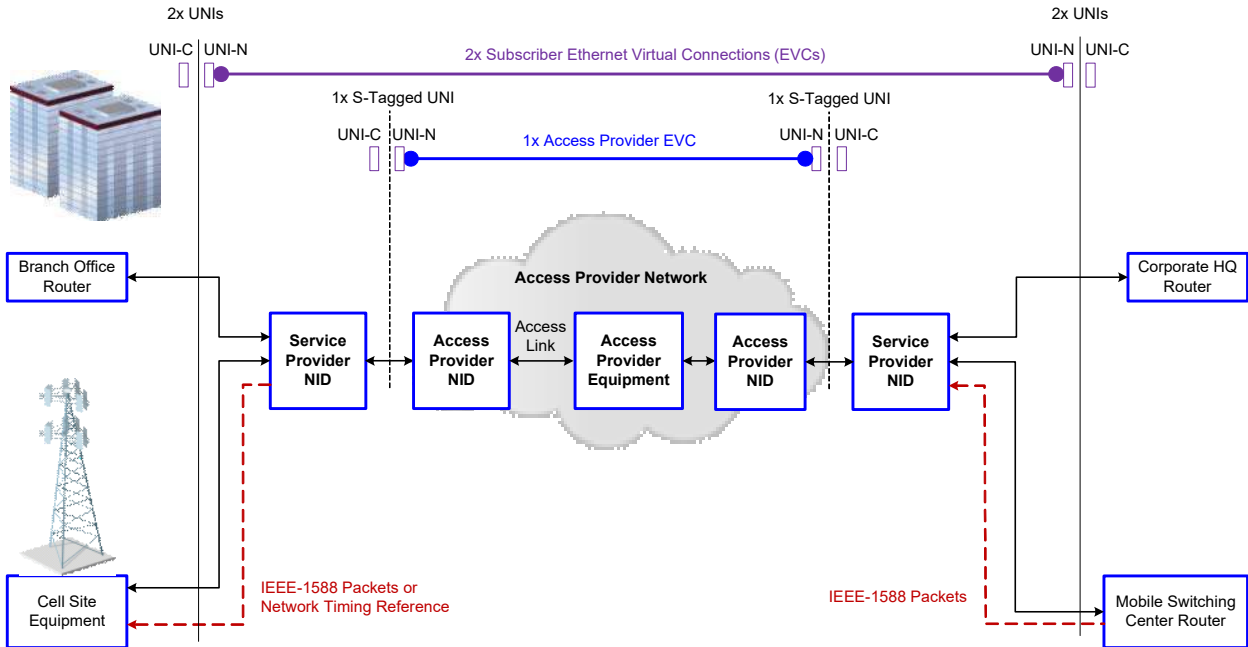 2x UNIs
2x UNIs
UNI-C
UNI-N
2x Subscriber Ethernet Virtual Connections (EVCs)
UNI-N
UNI-C
1x S-Tagged UNI
1x S-Tagged UNI
UNI-C
UNI-N
1x Access Provider EVC
UNI-N
UNI-C
Branch Office
Router
Access Provider Network
Corporate HQ
Router
Service
Provider
NID
Access
Provider
NID
Access
Link
Access
Provider
Equipment
Access
Provider
NID
Service
Provider
NID
Cell Site
Equipment
IEEE-1588 Packets or
Network Timing Reference
IEEE-1588 Packets
Mobile Switching
Center Router